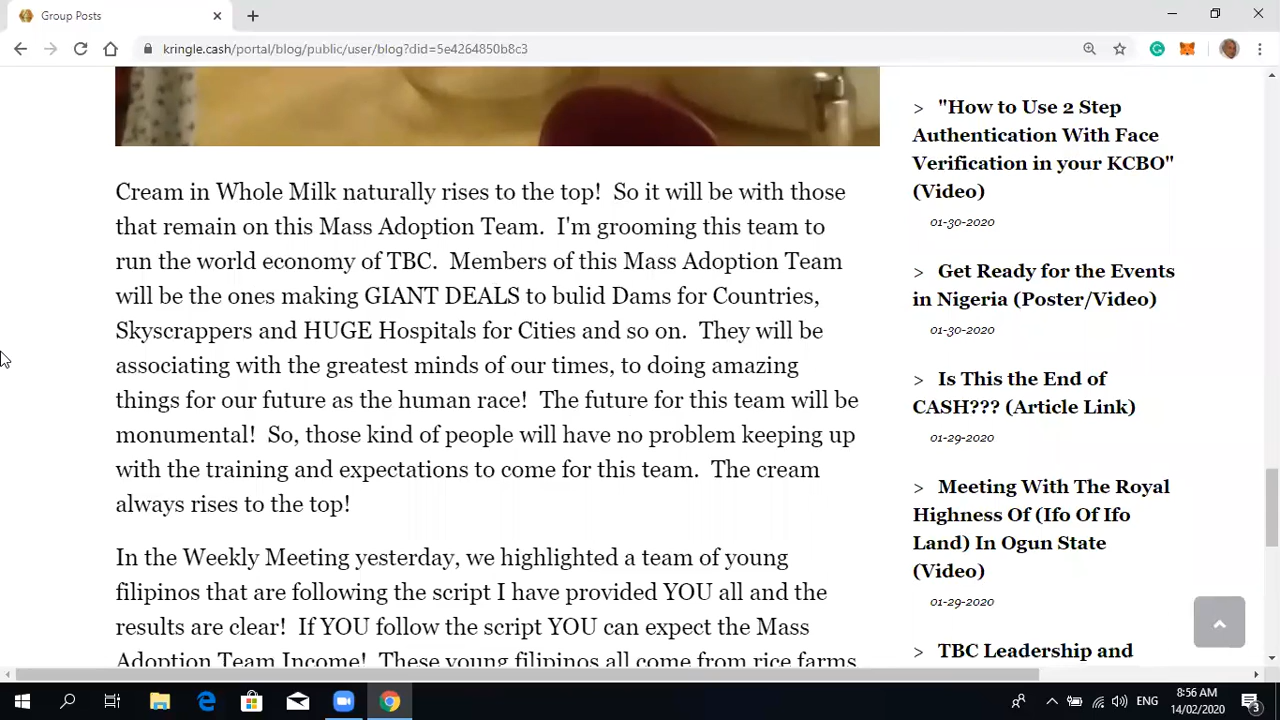 Group Posts
kringle.cash/portal/blog/public/user/blog?did=5e4264850b8c3
Cream in Whole Milk naturally rises to the top!  So it will be with those
that remain on this Mass Adoption Team.  I'm grooming this team to
run the world economy of TBC.  Members of this Mass Adoption Team
will be the ones making GIANT DEALS to bulid Dams for Countries,
Skyscrappers and HUGE Hospitals for Cities and so on.  They will be
associating with the greatest minds of our times, to doing amazing
things for our future as the human race!  The future for this team will be
monumental!  So, those kind of people will have no problem keeping up
with the training and expectations to come for this team.  The cream
always rises to the top!
In the Weekly Meeting yesterday, we highlighted a team of young
filipinos that are following the script I have provided YOU all and the
results are clear!  If YOU follow the script YOU can expect the Mass
Adoption Team Income!  These young filipinos all come from rice farms
> "How to Use 2 Step
Authentication With Face
Verification in your KCBO"
(Video)
01-30-2020
> Get Ready for the Events
in Nigeria (Poster/Video)
01-30-2020
> Is This the End of
CASH??? (Article Link)
01-29-2020
> Meeting With The Royal
Highness Of (Ifo Of Ifo
Land) In Ogun State
(Video)
01-29-2020
> TBC Leadership and
ENG
8:56 AM
14/02/2020
3